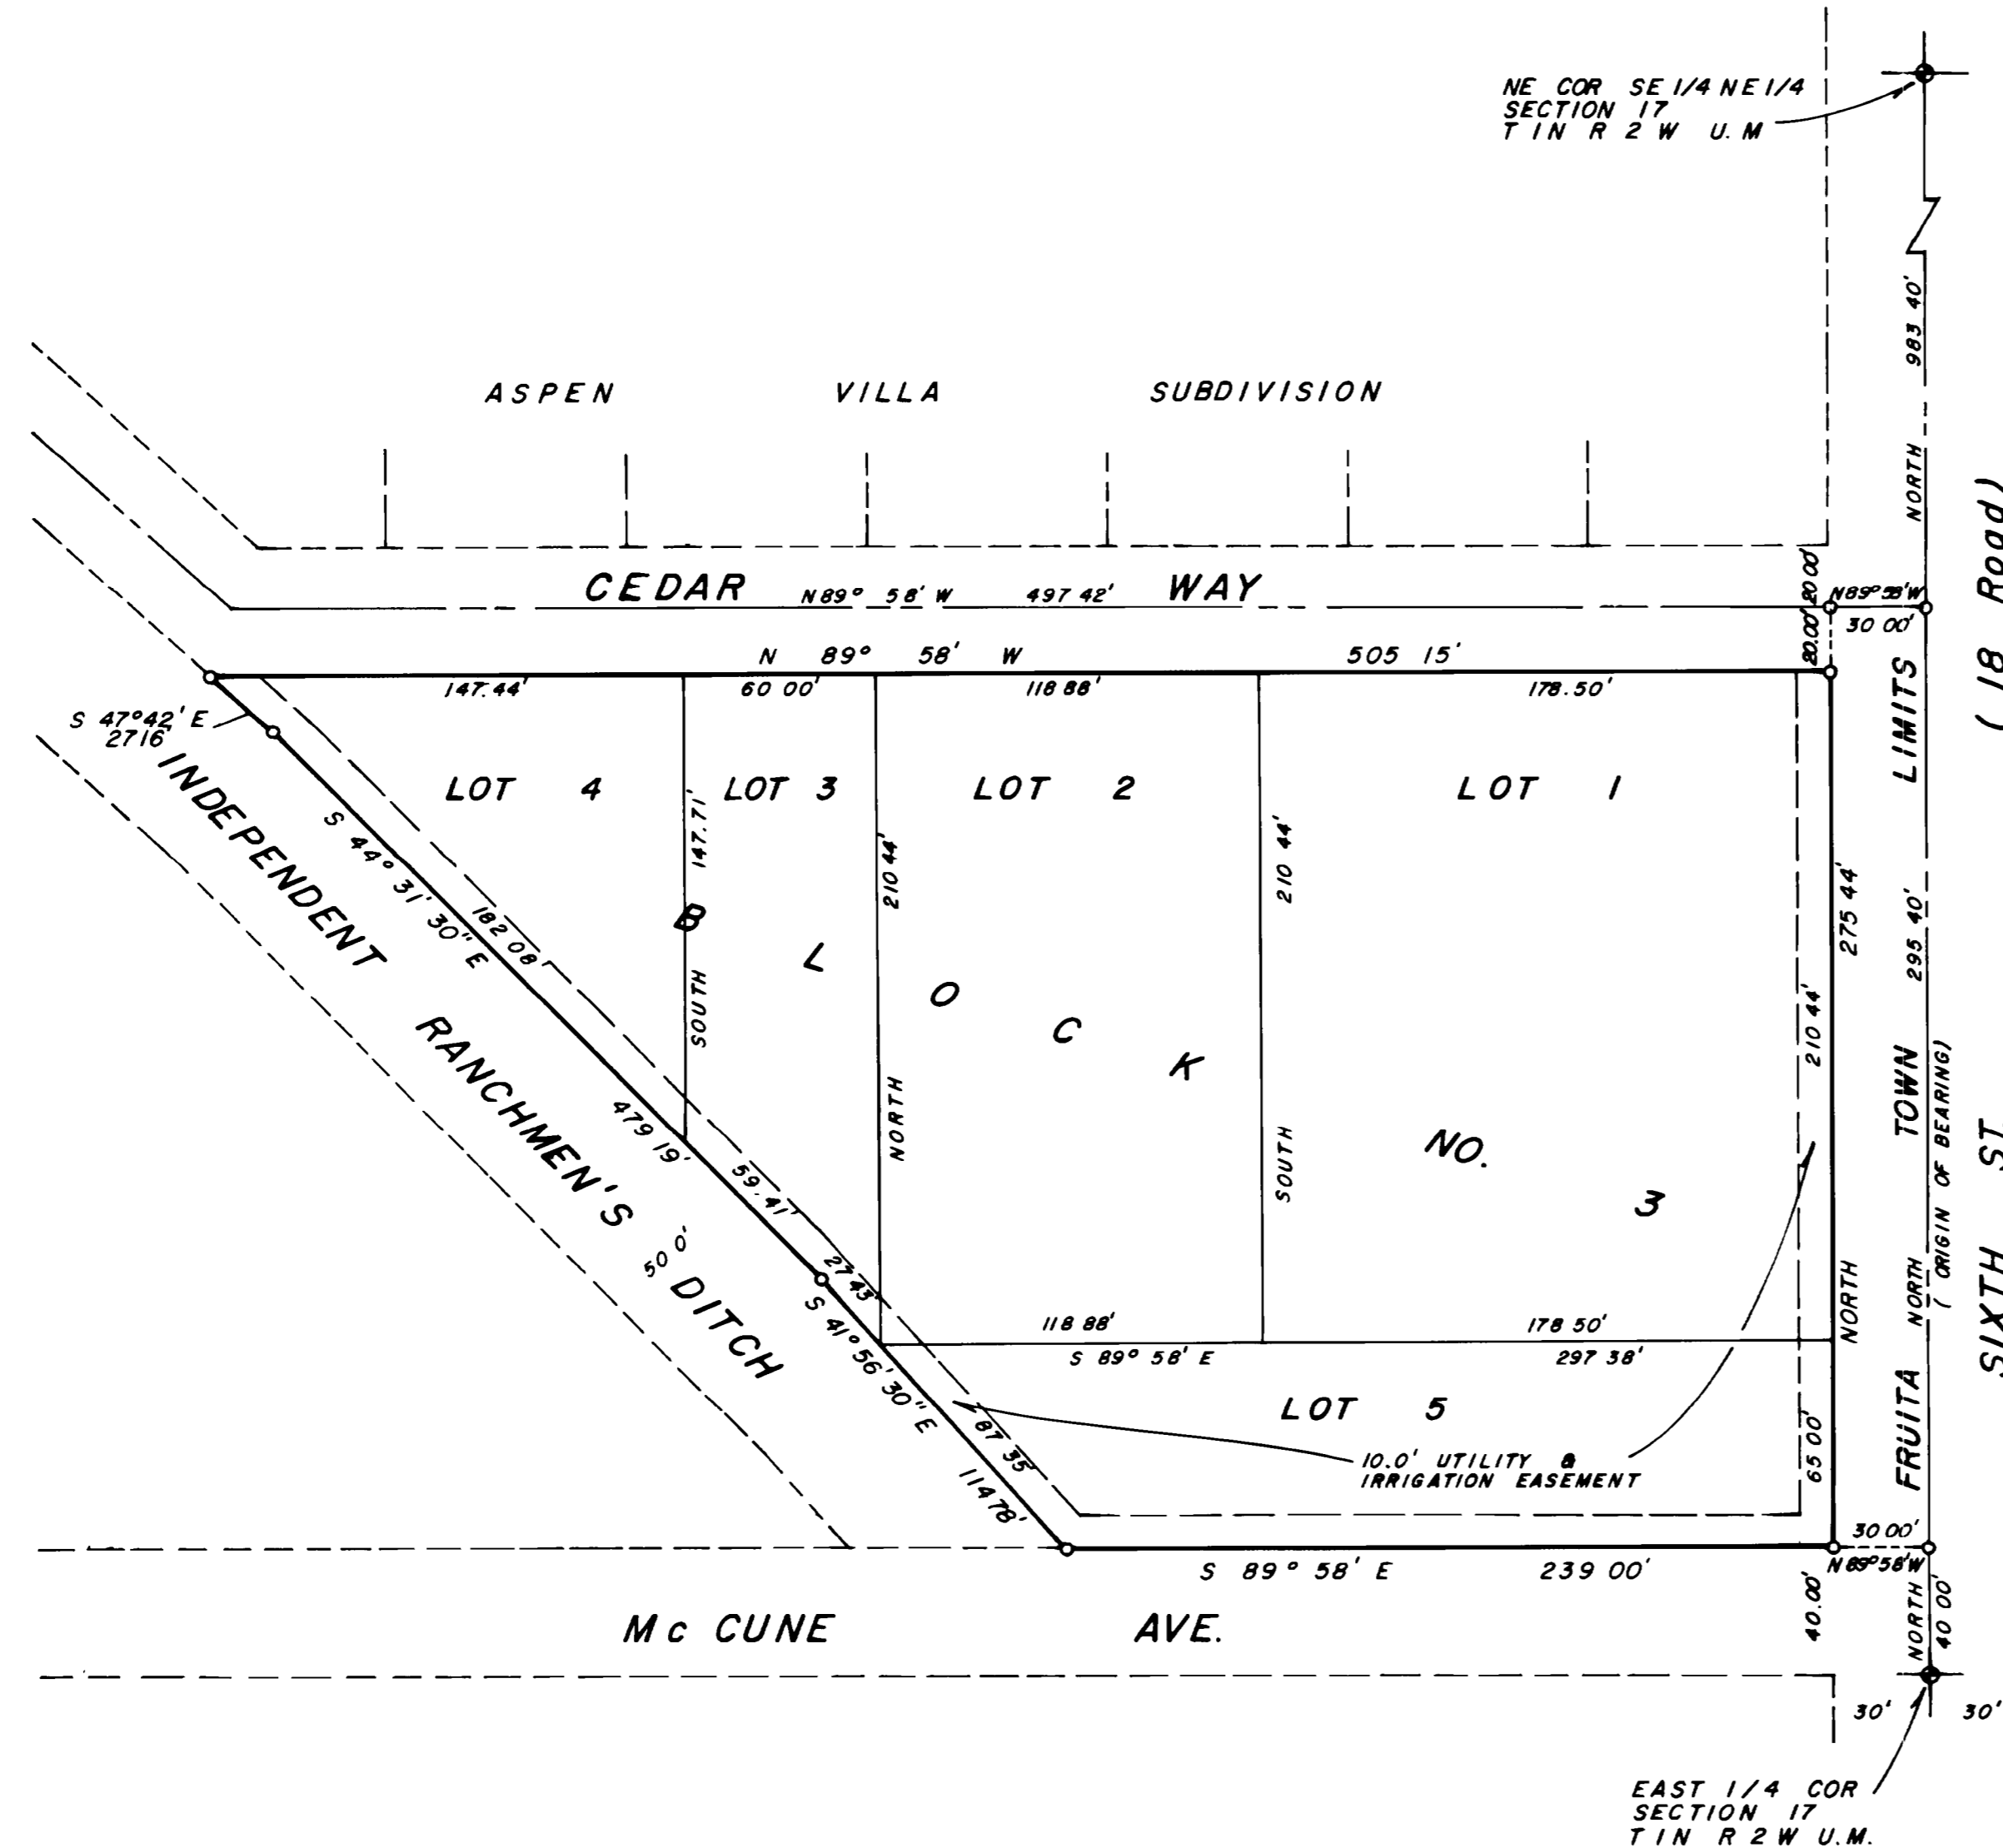 NE COR SE 1/4 NE 1/4
SECTION 17
T 1 N R 2 W U. M
983 40'
NORTH
( 18 Road)
ASPEN VILLA SUBDIVISION
CEDAR WAY
N 89° 58' W 497 42'
20.00' 20 00'
N 89° 58' W
30 00'
N 89° 58' W 505 15'
147.44' 60 00' 118 88' 178.50'
S 47° 42' E
27 16'
LOT 4 LOT 3 LOT 2 LOT 1
147.71'
SOUTH
210 44'
NORTH
210 44'
SOUTH
210 44'
275 44'
NORTH
BLOCK NO. 3
INDEPENDENT RANCHMEN'S DITCH
50 0'
S 44° 31' 30" E
479 19'
182 08'
59.41'
27 43'
S 41° 56' 30" E
114 78'
87 35'
118 88' 178 50'
S 89° 58' E 297 38'
LOT 5
10.0' UTILITY &
IRRIGATION EASEMENT
65 00'
FRUITA TOWN LIMITS
NORTH 295 40'
( ORIGIN OF BEARING)
SIXTH ST
S 89° 58' E 239 00'
30 00'
N 89° 58' W
40.00'
NORTH
40 00'
Mc CUNE AVE.
30' 30'
EAST 1/4 COR
SECTION 17
T 1 N R 2 W U. M.